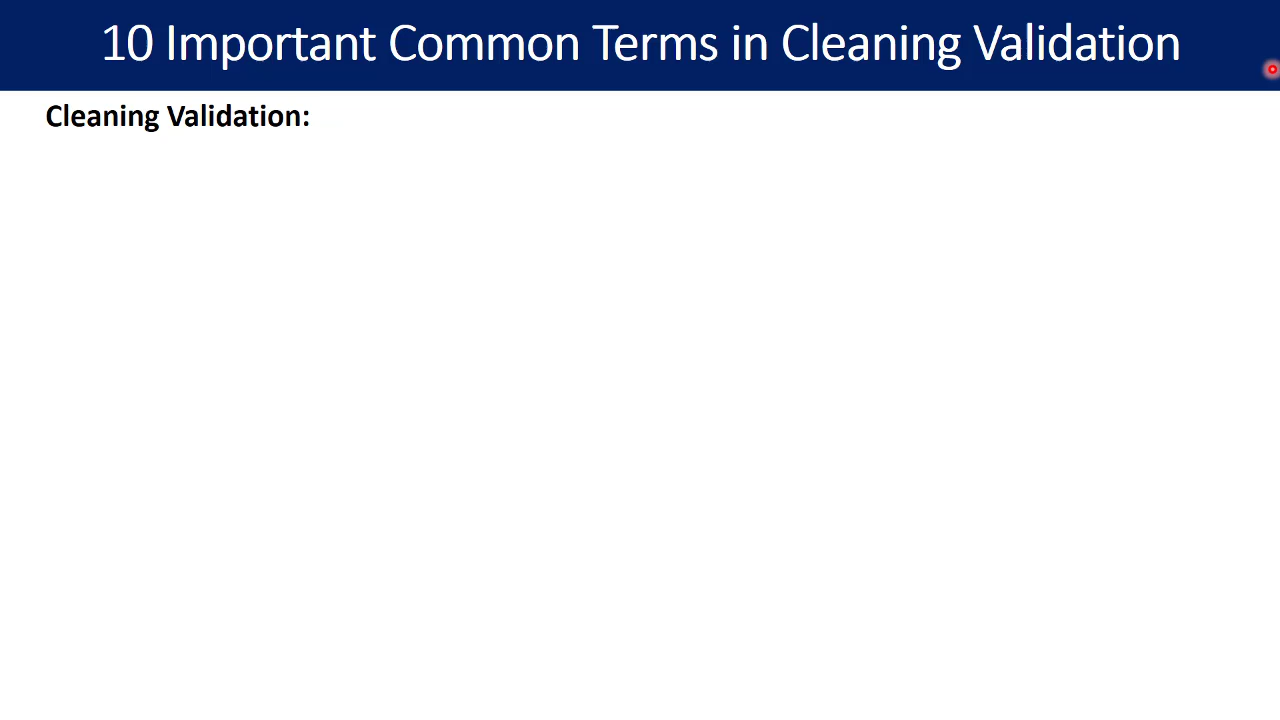 10 Important Common Terms in Cleaning Validation
Cleaning Validation: